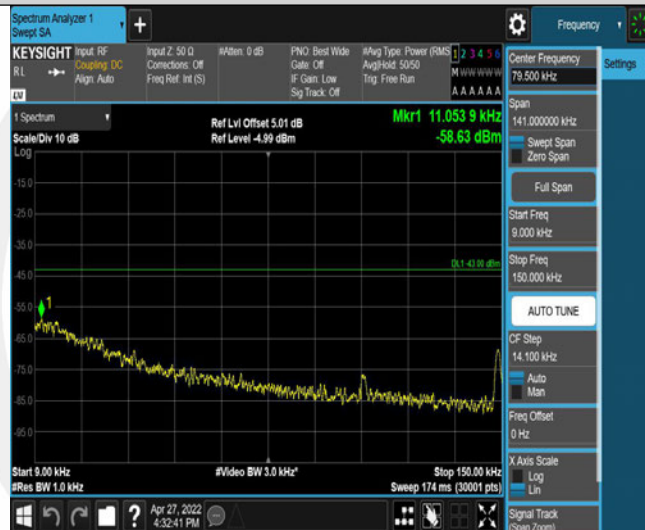 Spectrum Analyzer 1
Swept SA
Frequency
KEYSIGHT
RL
LXI
Input: RF
Coupling: DC
Align: Auto
Input Z: 50 Ω
Corrections: Off
Freq Ref: Int (S)
#Atten: 0 dB
PNO: Best Wide
Gate: Off
IF Gain: Low
Sig Track: Off
#Avg Type: Power (RMS
Avg|Hold: 50/50
Trig: Free Run
1 2 3 4 5 6
M W W W W W
A A A A A A
1 Spectrum
Scale/Div 10 dB
Log
Ref Lvl Offset 5.01 dB
Ref Level -4.99 dBm
Mkr1 11.053 9 kHz
-58.63 dBm
-15.0
-25.0
-35.0
-45.0
-55.0
-65.0
-75.0
-85.0
-95.0
DL1 -43.00 dBm
1
Start 9.00 kHz
#Res BW 1.0 kHz
#Video BW 3.0 kHz*
Stop 150.00 kHz
Sweep 174 ms (30001 pts)
Apr 27, 2022
4:32:41 PM
Center Frequency
79.500 kHz
Settings
Span
141.000000 kHz
Swept Span
Zero Span
Full Span
Start Freq
9.000 kHz
Stop Freq
150.000 kHz
AUTO TUNE
CF Step
14.100 kHz
Auto
Man
Freq Offset
0 Hz
X Axis Scale
Log
Lin
Signal Track
(Span Zoom)